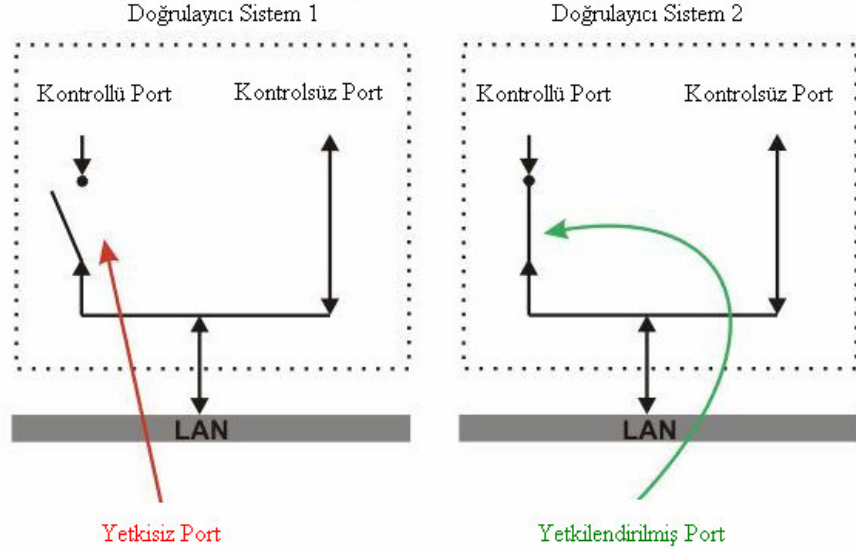 Doğrulayıcı Sistem 1
Doğrulayıcı Sistem 2
Kontrollü Port
Kontrolsüz Port
Kontrollü Port
Kontrolsüz Port
LAN
LAN
Yetkisiz Port
Yetkilendirilmiş Port